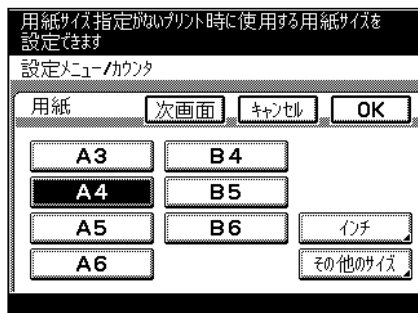 用紙ｻｲｽﾞ指定がないﾌﾟﾘﾝﾄ時に使用する用紙ｻｲｽﾞを
設定できます
設定ﾒﾆｭｰ/ｶｳﾝﾀ
用紙 次画面 ｷｬﾝｾﾙ OK
A3 B4
A4 B5
A5 B6 ｲﾝﾁ
A6 その他のｻｲｽﾞ